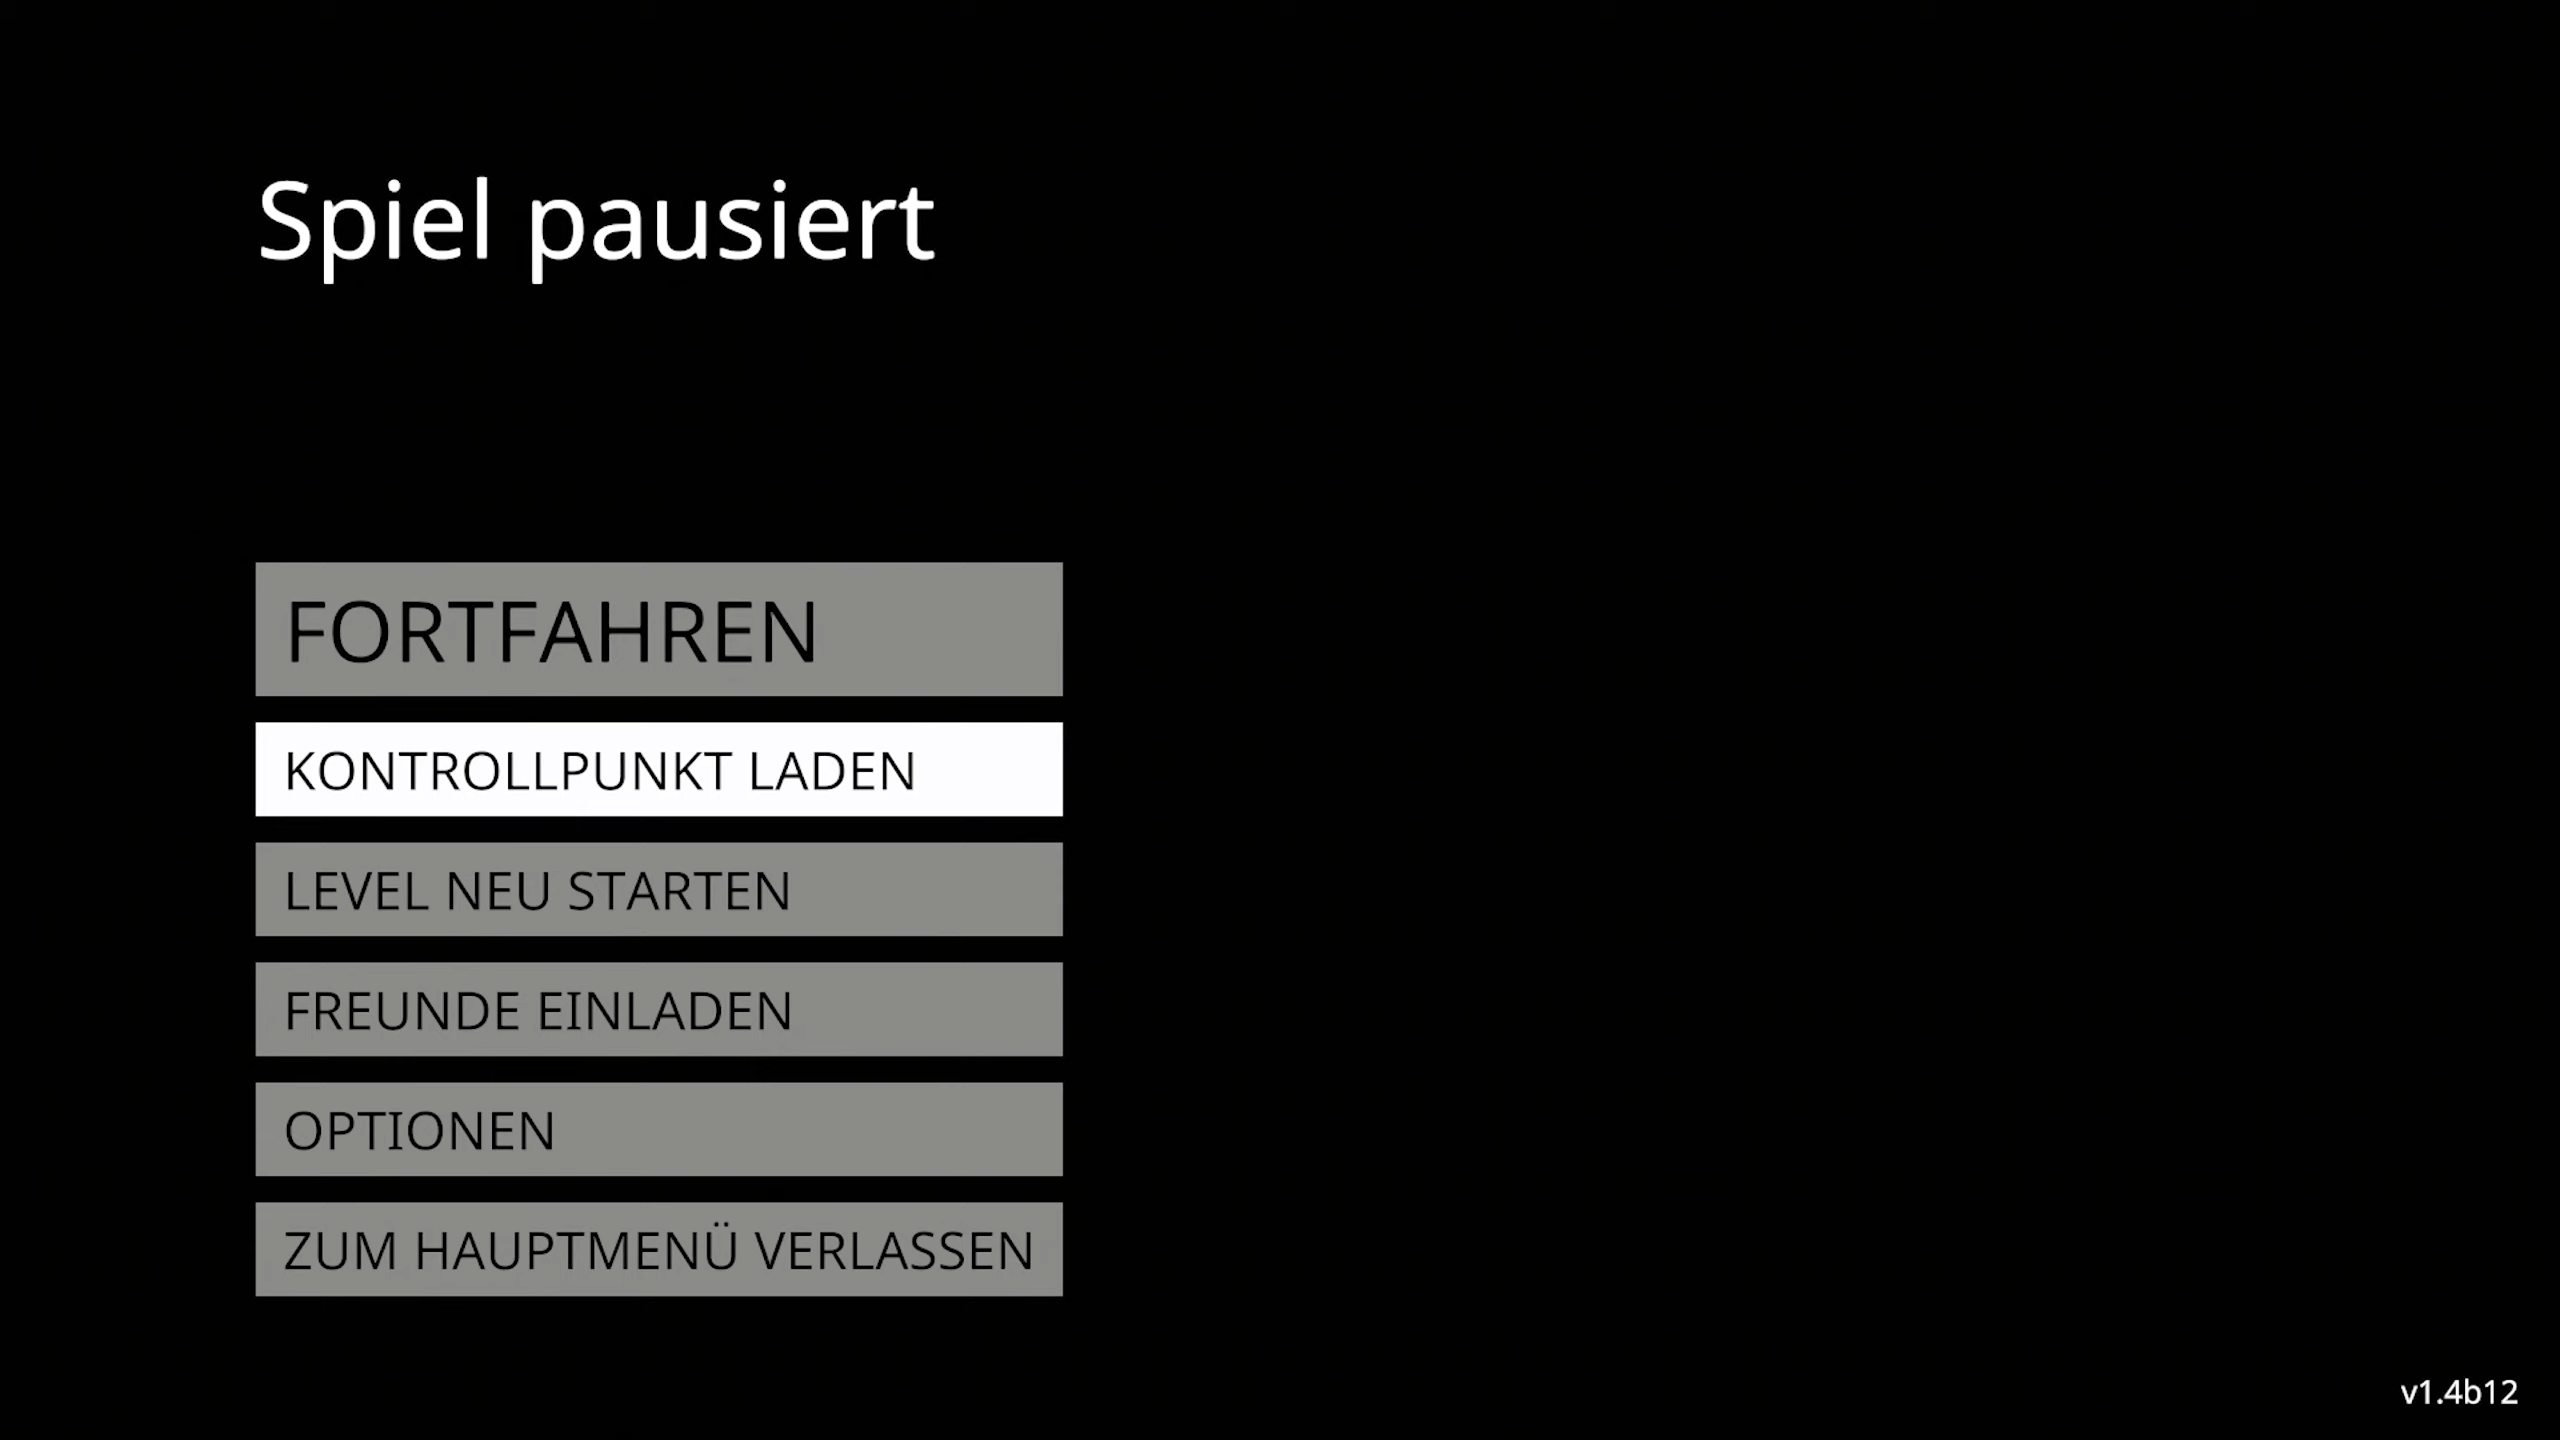 Spiel pausiert
FORTFAHREN
KONTROLLPUNKT LADEN
LEVEL NEU STARTEN
FREUNDE EINLADEN
OPTIONEN
ZUM HAUPTMENÜ VERLASSEN
v1.4b12